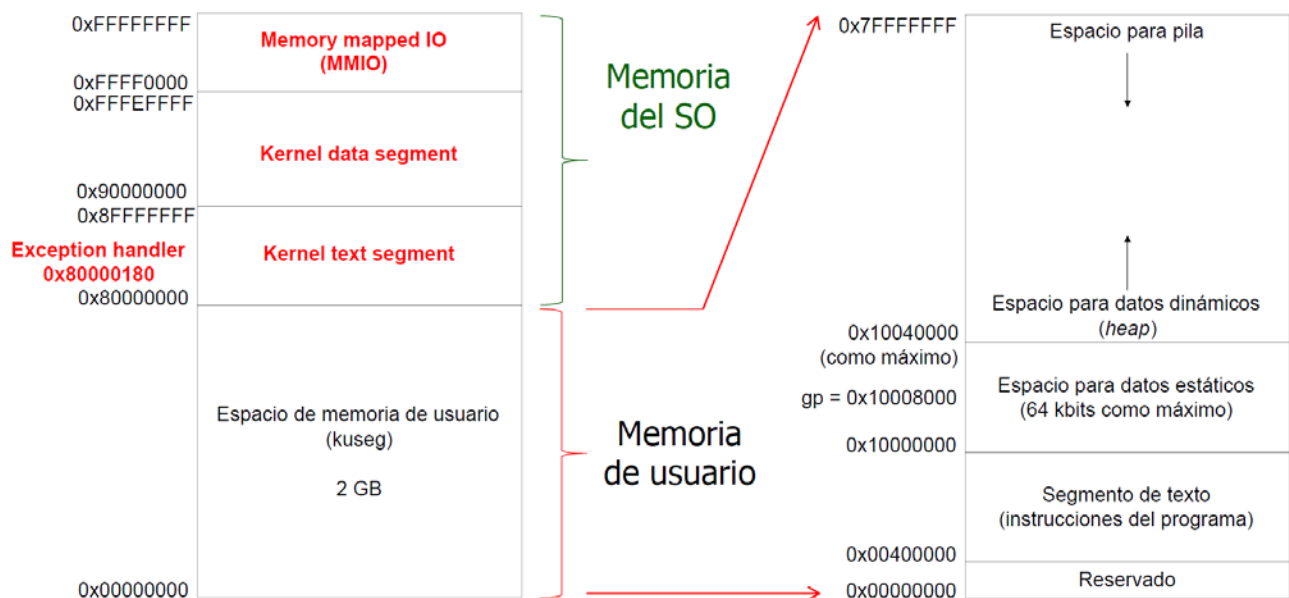 0xFFFFFFFF
Memory mapped IO
(MMIO)
0xFFFF0000
0xFFFEFFFF
Kernel data segment
0x90000000
0x8FFFFFFF
Exception handler
0x80000180
Kernel text segment
0x80000000
Espacio de memoria de usuario
(kuseg)
2 GB
0x00000000
Memoria
del SO
Memoria
de usuario
0x7FFFFFFF
Espacio para pila
Espacio para datos dinámicos
(heap)
0x10040000
(como máximo)
Espacio para datos estáticos
(64 kbits como máximo)
gp = 0x10008000
0x10000000
Segmento de texto
(instrucciones del programa)
0x00400000
Reservado
0x00000000